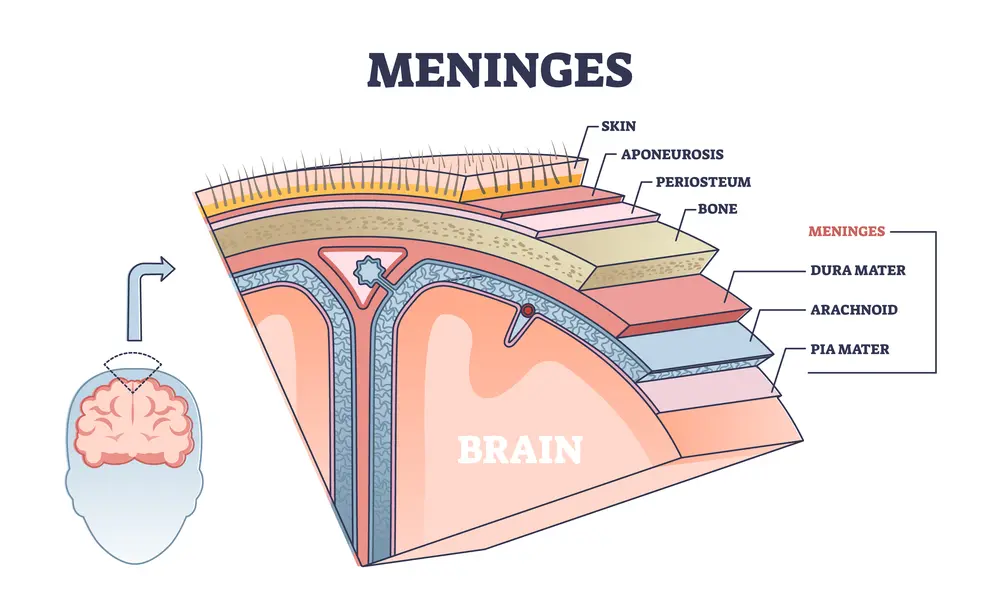 MENINGES
SKIN
APONEUROSIS
PERIOSTEUM
BONE
MENINGES
DURA MATER
ARACHNOID
PIA MATER
BRAIN